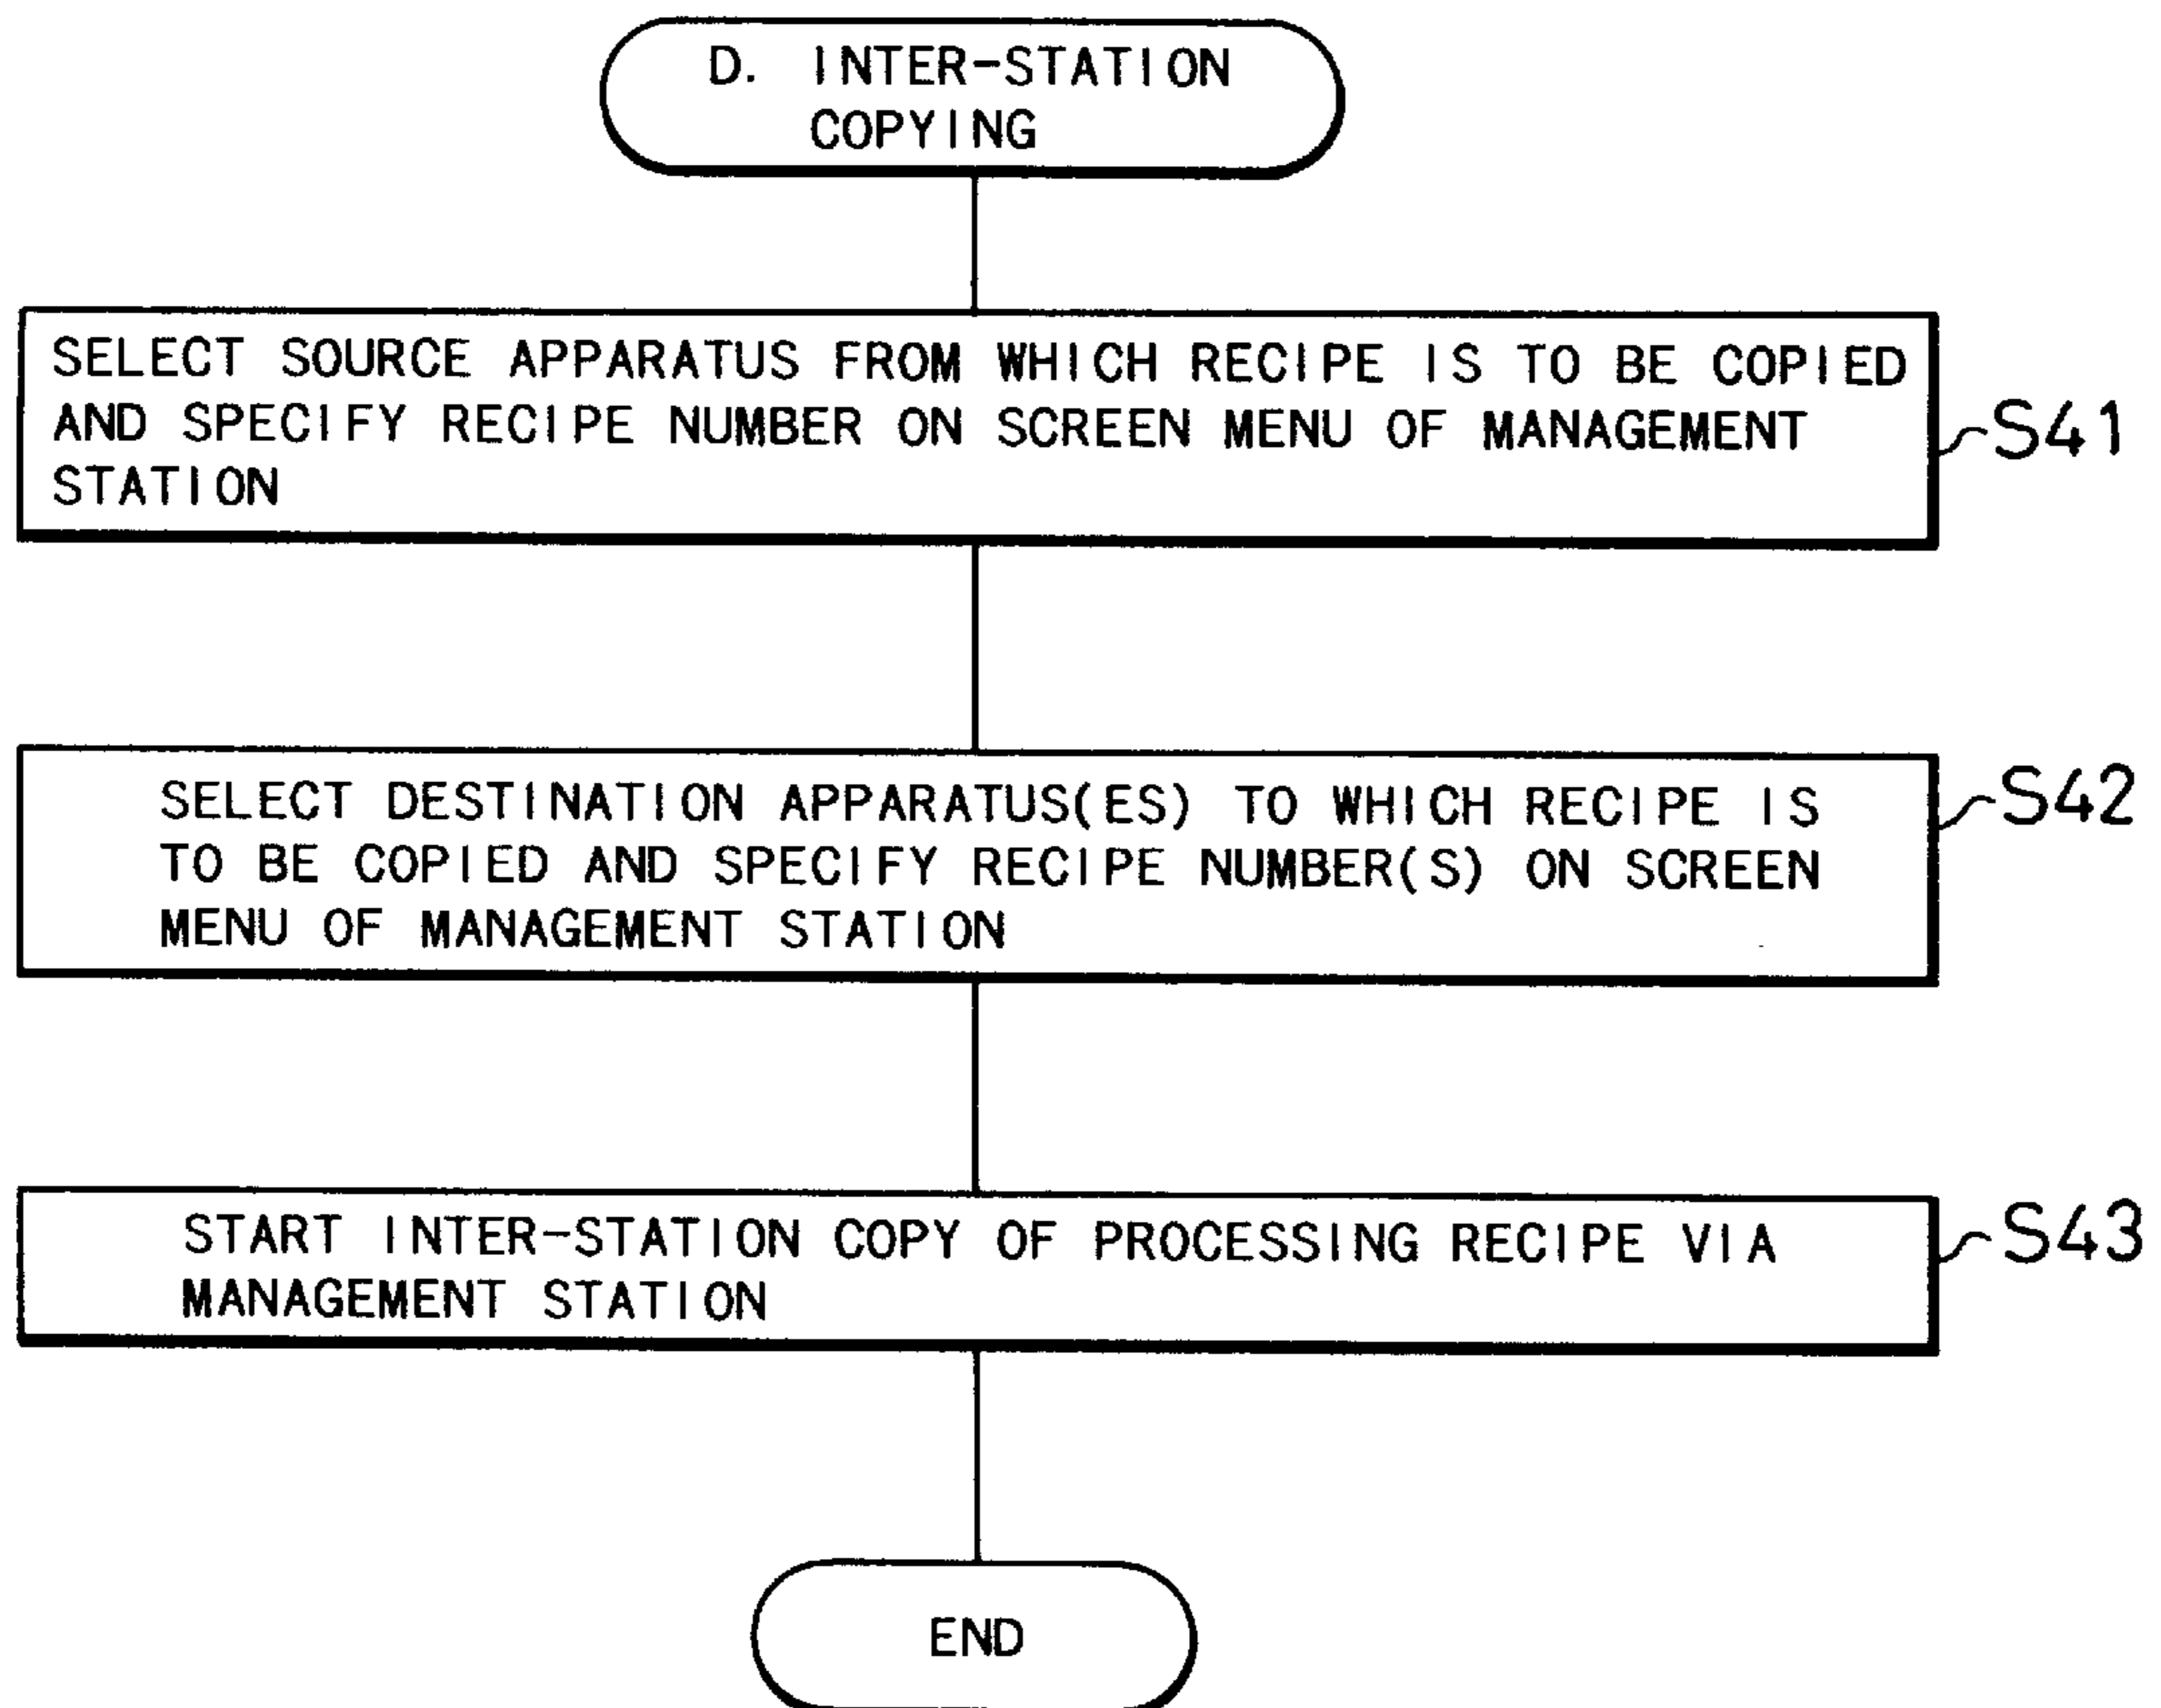 D. INTER-STATION
COPYING
SELECT SOURCE APPARATUS FROM WHICH RECIPE IS TO BE COPIED
AND SPECIFY RECIPE NUMBER ON SCREEN MENU OF MANAGEMENT
STATION
S41
SELECT DESTINATION APPARATUS(ES) TO WHICH RECIPE IS
TO BE COPIED AND SPECIFY RECIPE NUMBER(S) ON SCREEN
MENU OF MANAGEMENT STATION
S42
START INTER-STATION COPY OF PROCESSING RECIPE VIA
MANAGEMENT STATION
S43
END